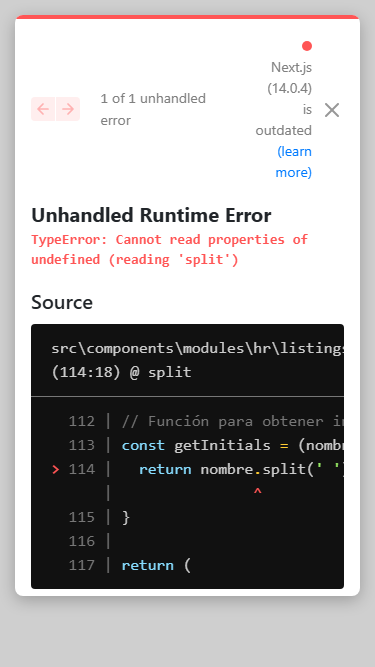 Next.js
(14.0.4)
is
outdated
(learn
more)
1 of 1 unhandled
error
Unhandled Runtime Error
TypeError: Cannot read properties of
undefined (reading 'split')
Source
src\components\modules\hr\listings
(114:18) @ split
112 | // Función para obtener in
113 | const getInitials = (nomb
> 114 |   return nombre.split(' ')
|                 ^
115 | }
116 |
117 | return (